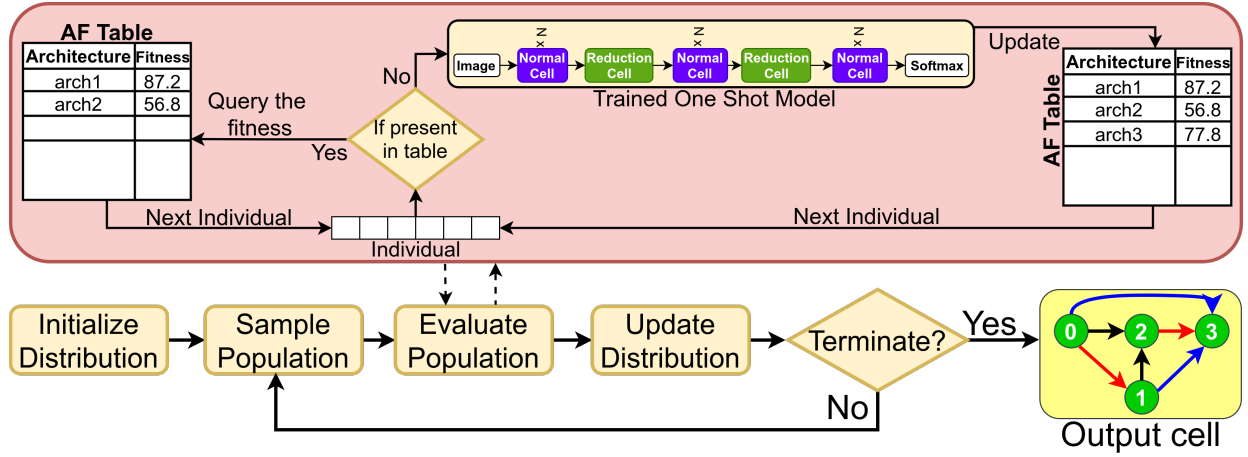 AF Table
Architecture Fitness
arch1 87.2
arch2 56.8
Query the
fitness
Yes
No
If present
in table
Image
Normal
Cell
x N
Reduction
Cell
Normal
Cell
x N
Reduction
Cell
Normal
Cell
x N
Softmax
Trained One Shot Model
Update
AF Table
Architecture Fitness
arch1 87.2
arch2 56.8
arch3 77.8
Next Individual
Individual
Next Individual
Initialize
Distribution
Sample
Population
Evaluate
Population
Update
Distribution
Terminate?
Yes
No
0
2
3
1
Output cell